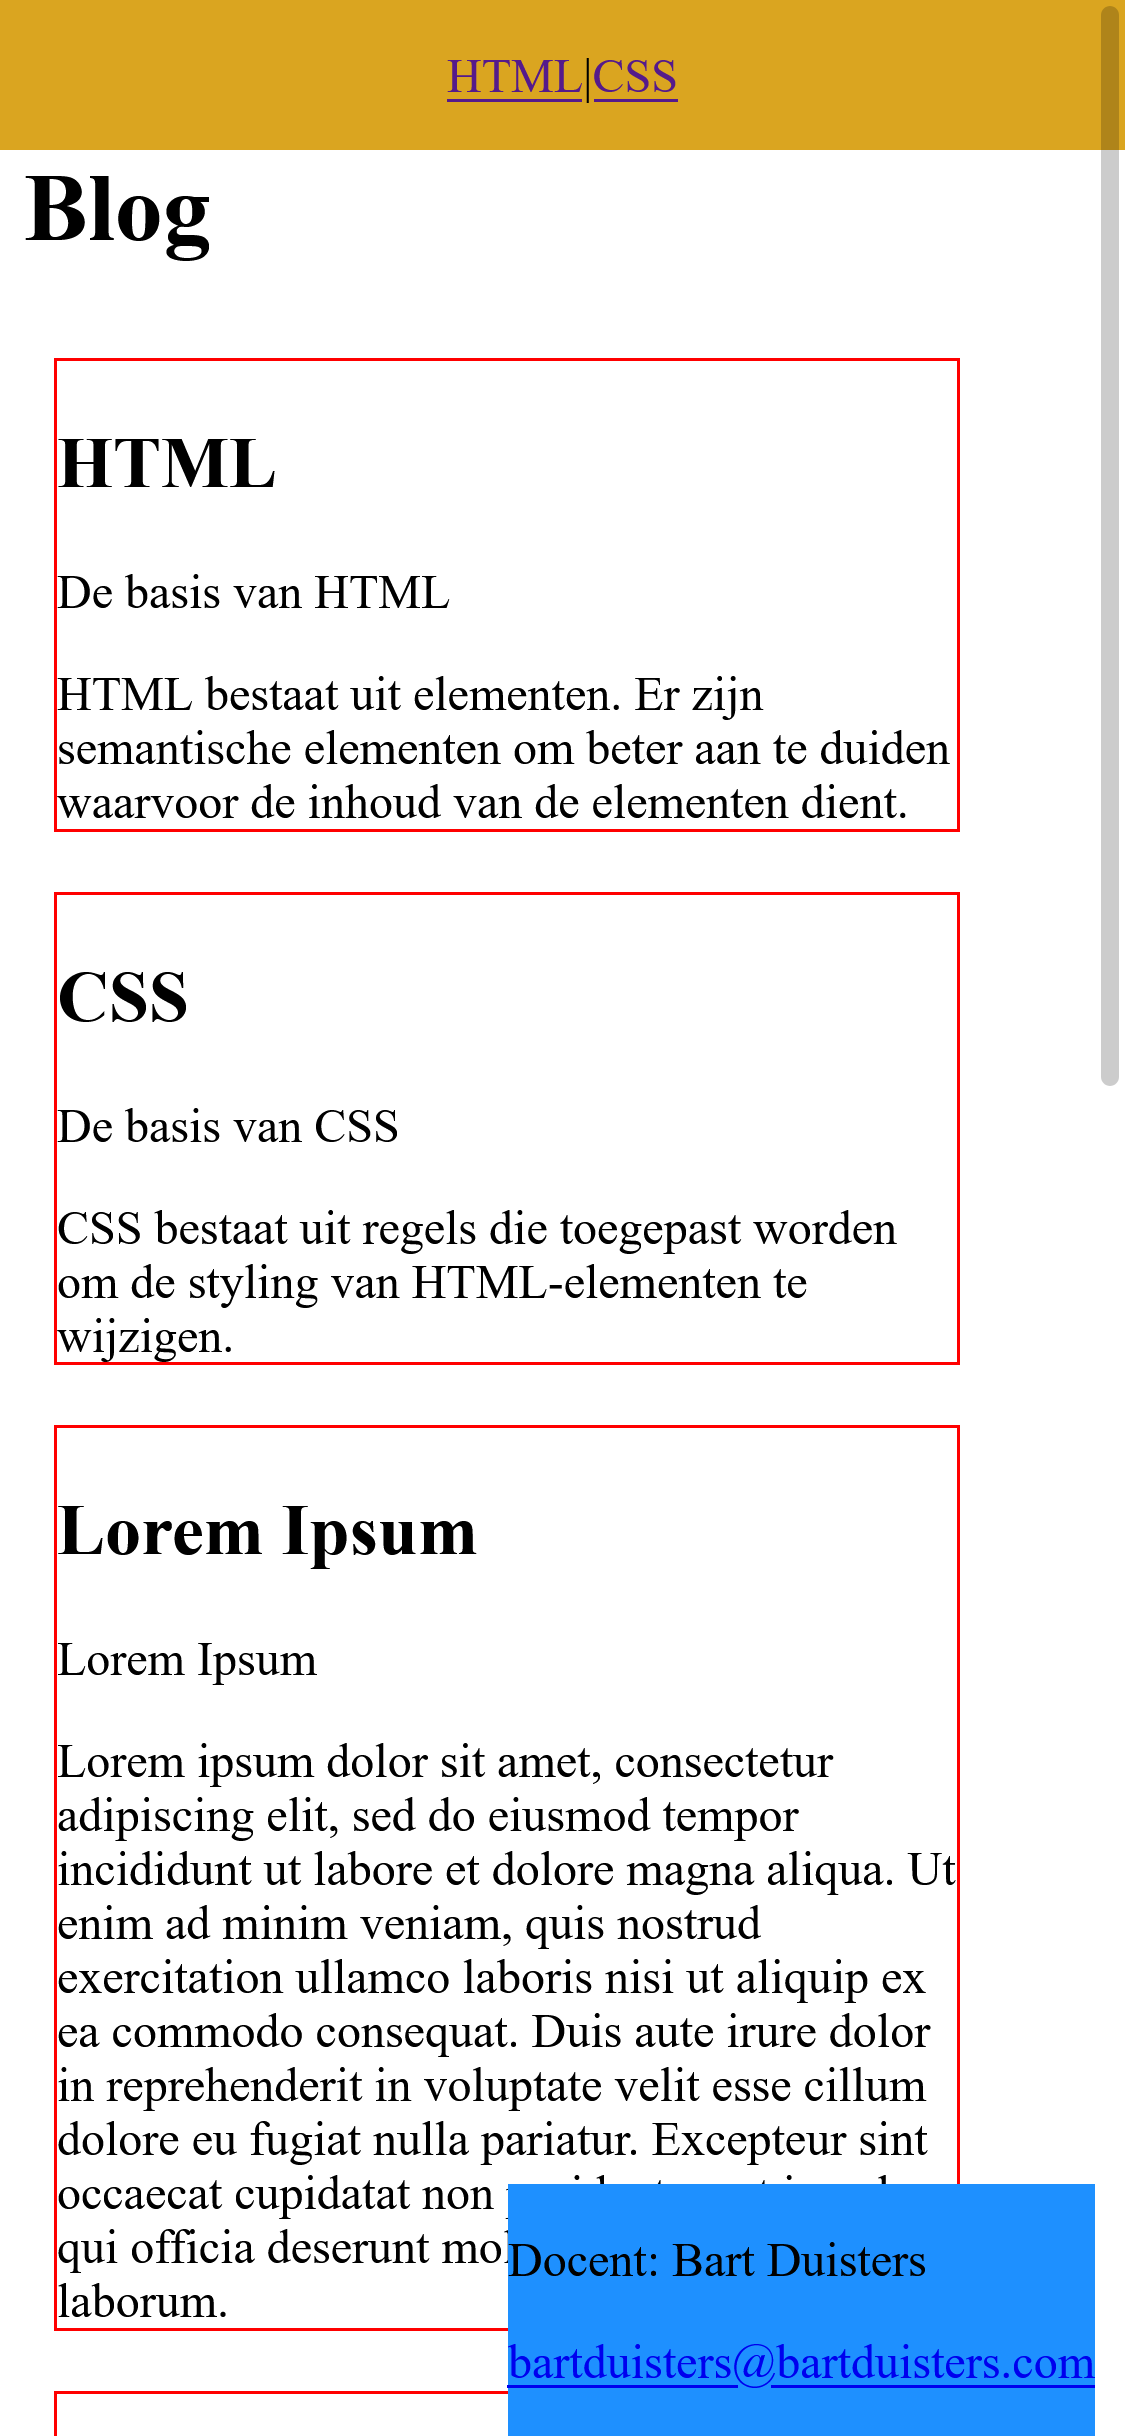 HTML|CSS
Blog
HTML
De basis van HTML
HTML bestaat uit elementen. Er zijn
semantische elementen om beter aan te duiden
waarvoor de inhoud van de elementen dient.
CSS
De basis van CSS
CSS bestaat uit regels die toegepast worden
om de styling van HTML-elementen te
wijzigen.
Lorem Ipsum
Lorem Ipsum
Lorem ipsum dolor sit amet, consectetur
adipiscing elit, sed do eiusmod tempor
incididunt ut labore et dolore magna aliqua. Ut
enim ad minim veniam, quis nostrud
exercitation ullamco laboris nisi ut aliquip ex
ea commodo consequat. Duis aute irure dolor
in reprehenderit in voluptate velit esse cillum
dolore eu fugiat nulla pariatur. Excepteur sint
occaecat cupidatat non
qui officia deserunt
laborum.
Docent: Bart Duisters
bartduisters@bartduisters.com